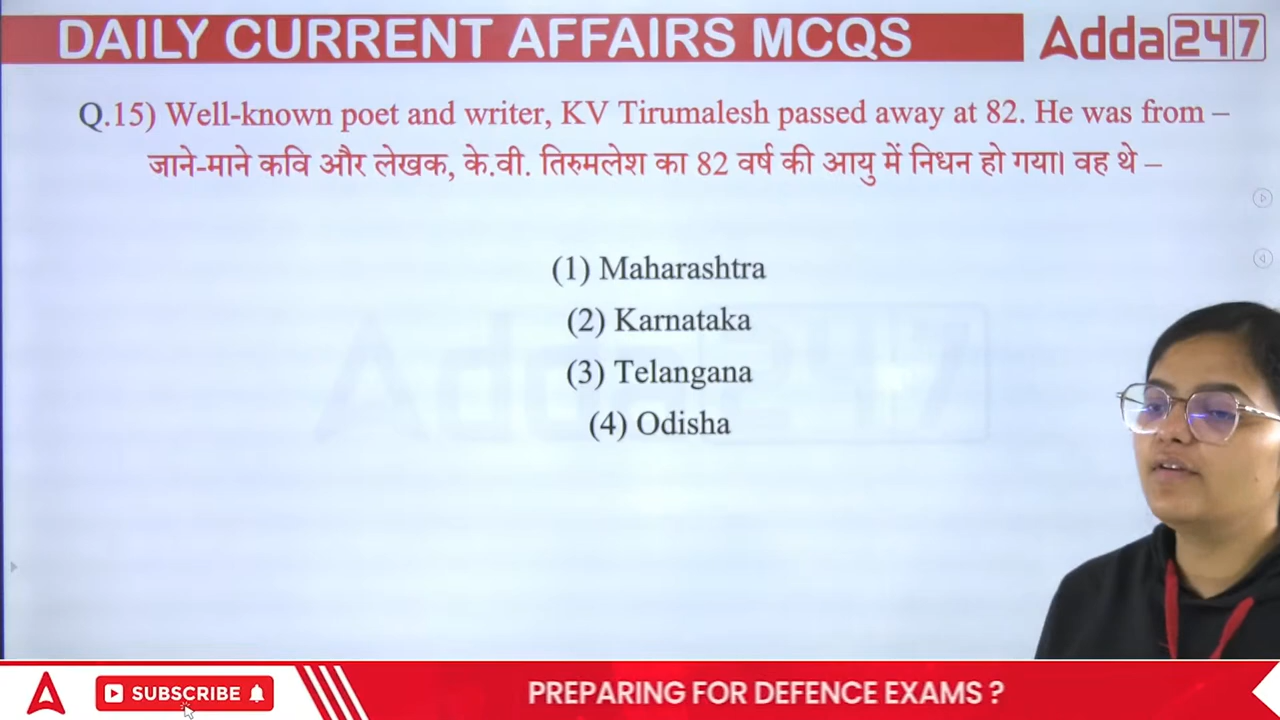 DAILY CURRENT AFFAIRS MCQS
Adda247
Q.15) Well-known poet and writer, KV Tirumalesh passed away at 82. He was from –
जाने-माने कवि और लेखक, के.वी. तिरुमलेश का 82 वर्ष की आयु में निधन हो गया। वह थे –
(1) Maharashtra
(2) Karnataka
(3) Telangana
(4) Odisha
Adda247
SUBSCRIBE
PREPARING FOR DEFENCE EXAMS ?